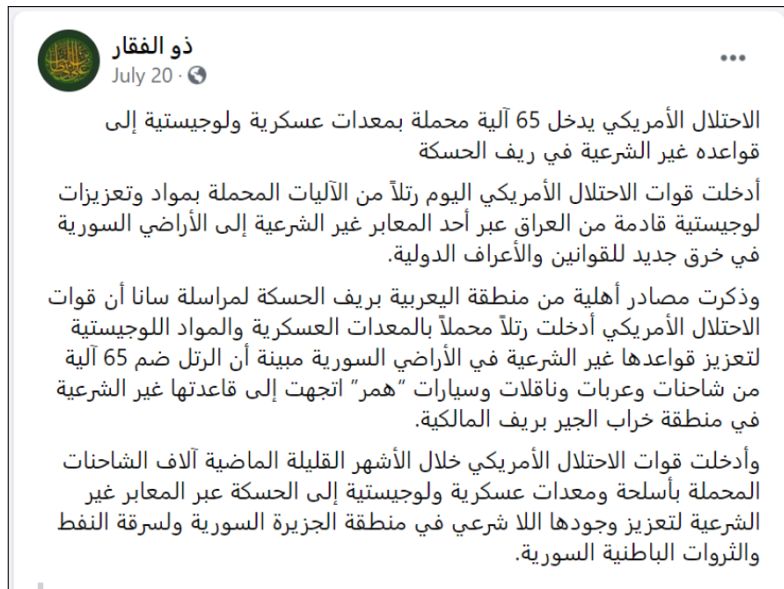 ذو الفقار
July 20
الاحتلال الأمريكي يدخل 65 آلية محملة بمعدات عسكرية ولوجيستية إلى
قواعده غير الشرعية في ريف الحسكة
أدخلت قوات الاحتلال الأمريكي اليوم رتلاً من الآليات المحملة بمواد وتعزيزات
لوجيستية قادمة من العراق عبر أحد المعابر غير الشرعية إلى الأراضي السورية
في خرق جديد للقوانين والأعراف الدولية.
وذكرت مصادر أهلية من منطقة اليعربية بريف الحسكة لمراسلة سانا أن قوات
الاحتلال الأمريكي أدخلت رتلاً محملاً بالمعدات العسكرية والمواد اللوجيستية
لتعزيز قواعدها غير الشرعية في الأراضي السورية مبينة أن الرتل ضم 65 آلية
من شاحنات وعربات وناقلات وسيارات “همر” اتجهت إلى قاعدتها غير الشرعية
في منطقة خراب الجير بريف المالكية.
وأدخلت قوات الاحتلال الأمريكي خلال الأشهر القليلة الماضية آلاف الشاحنات
المحملة بأسلحة ومعدات عسكرية ولوجيستية إلى الحسكة عبر المعابر غير
الشرعية لتعزيز وجودها اللا شرعي في منطقة الجزيرة السورية ولسرقة النفط
والثروات الباطنية السورية.